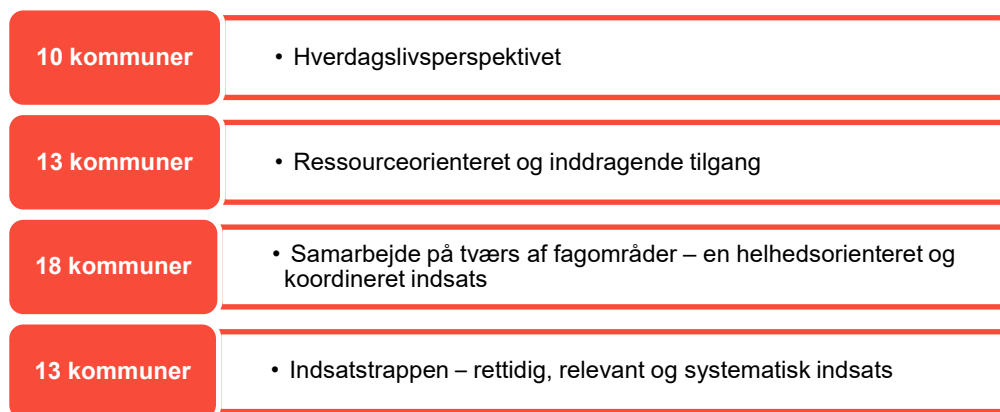 10 kommuner
• Hverdagslivsperspektivet
13 kommuner
• Ressourceorienteret og inddragende tilgang
18 kommuner
• Samarbejde på tværs af fagområder – en helhedsorienteret og
koordineret indsats
13 kommuner
• Indsatstrappen – rettidig, relevant og systematisk indsats